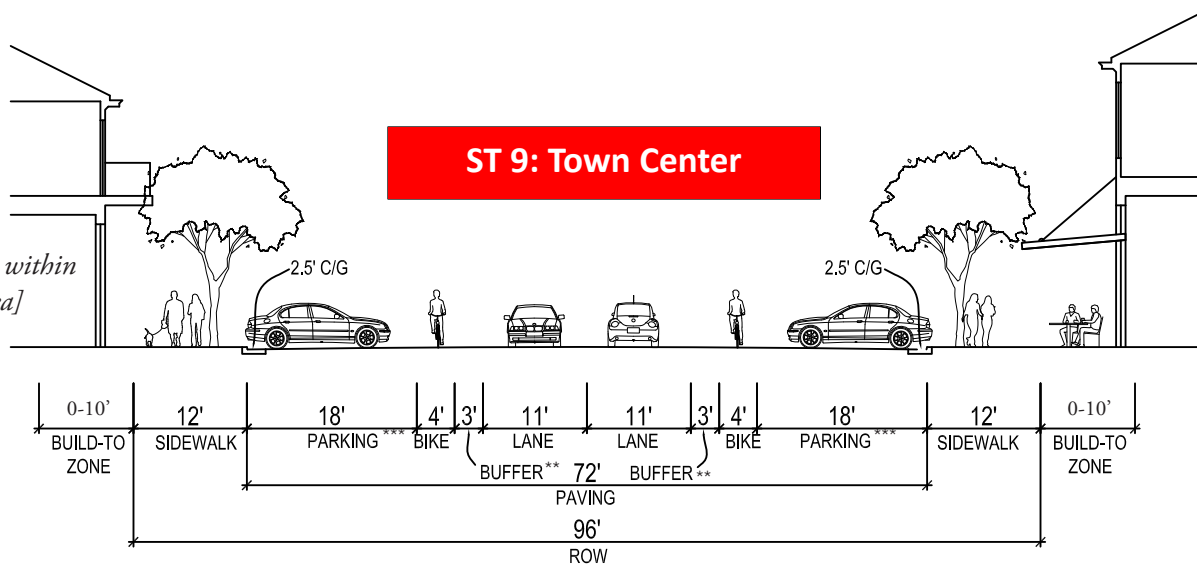 ST 9: Town Center
within
a]
2.5' C/G
2.5' C/G
0-10'
12'
18'
4'
3'
11'
11'
3'
4'
18'
12'
0-10'
BUILD-TO
ZONE
SIDEWALK
PARKING***
BIKE
BUFFER**
LANE
LANE
BUFFER**
BIKE
PARKING***
SIDEWALK
BUILD-TO
ZONE
72'
PAVING
96'
ROW